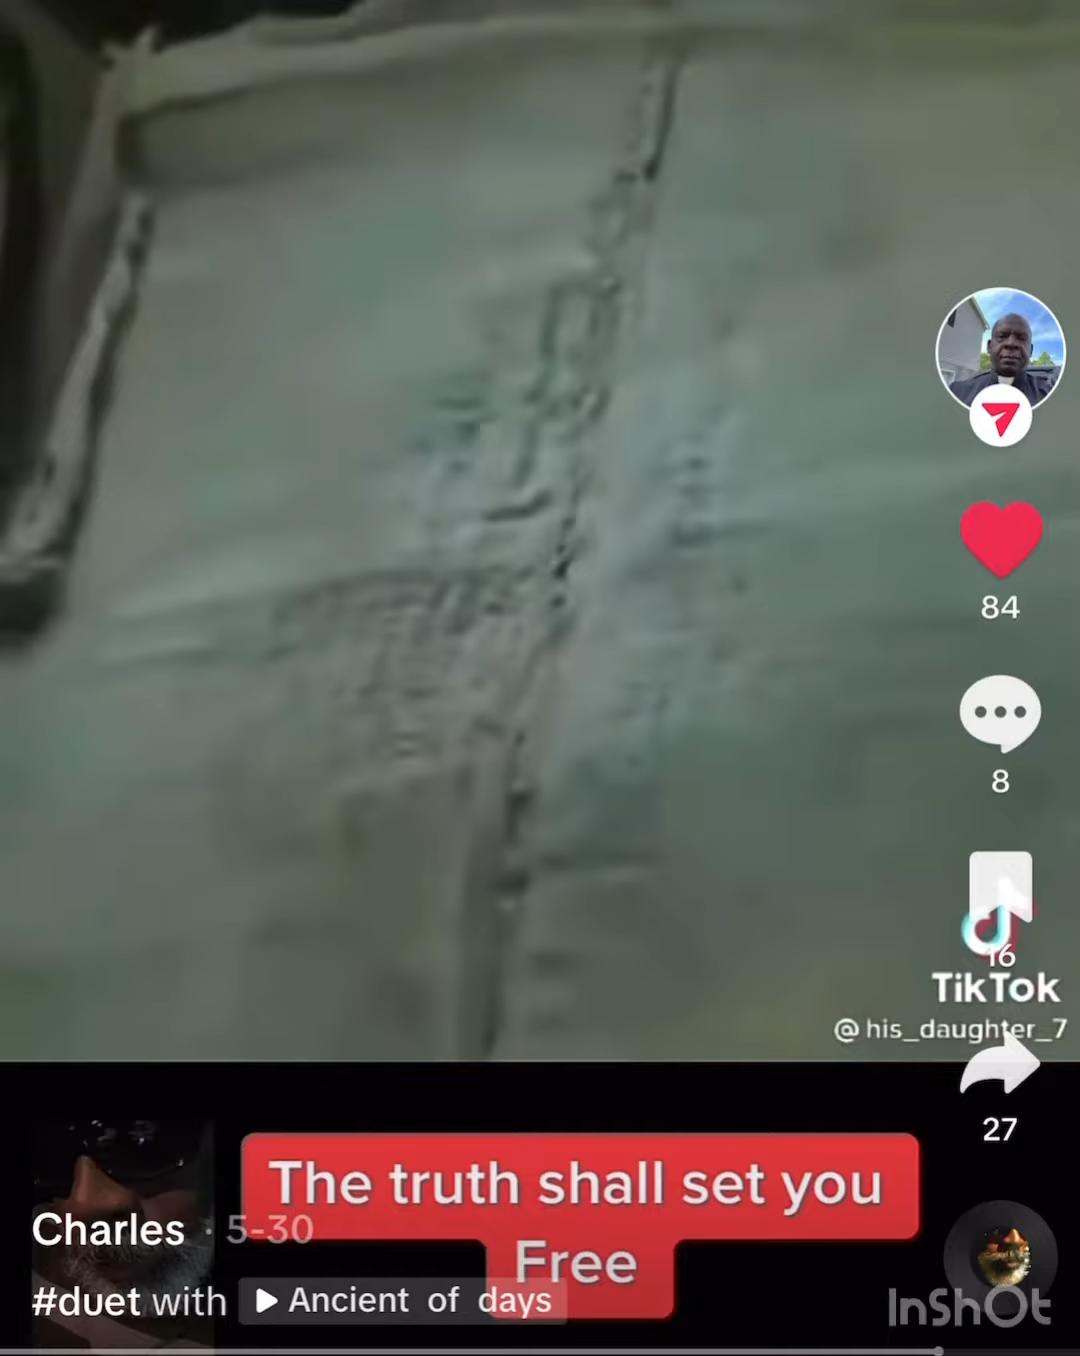 84
8
16
TikTok
@his_daughter_7
27
The truth shall set you
Free
Charles · 5-30
#duet with Ancient of days
InShOt